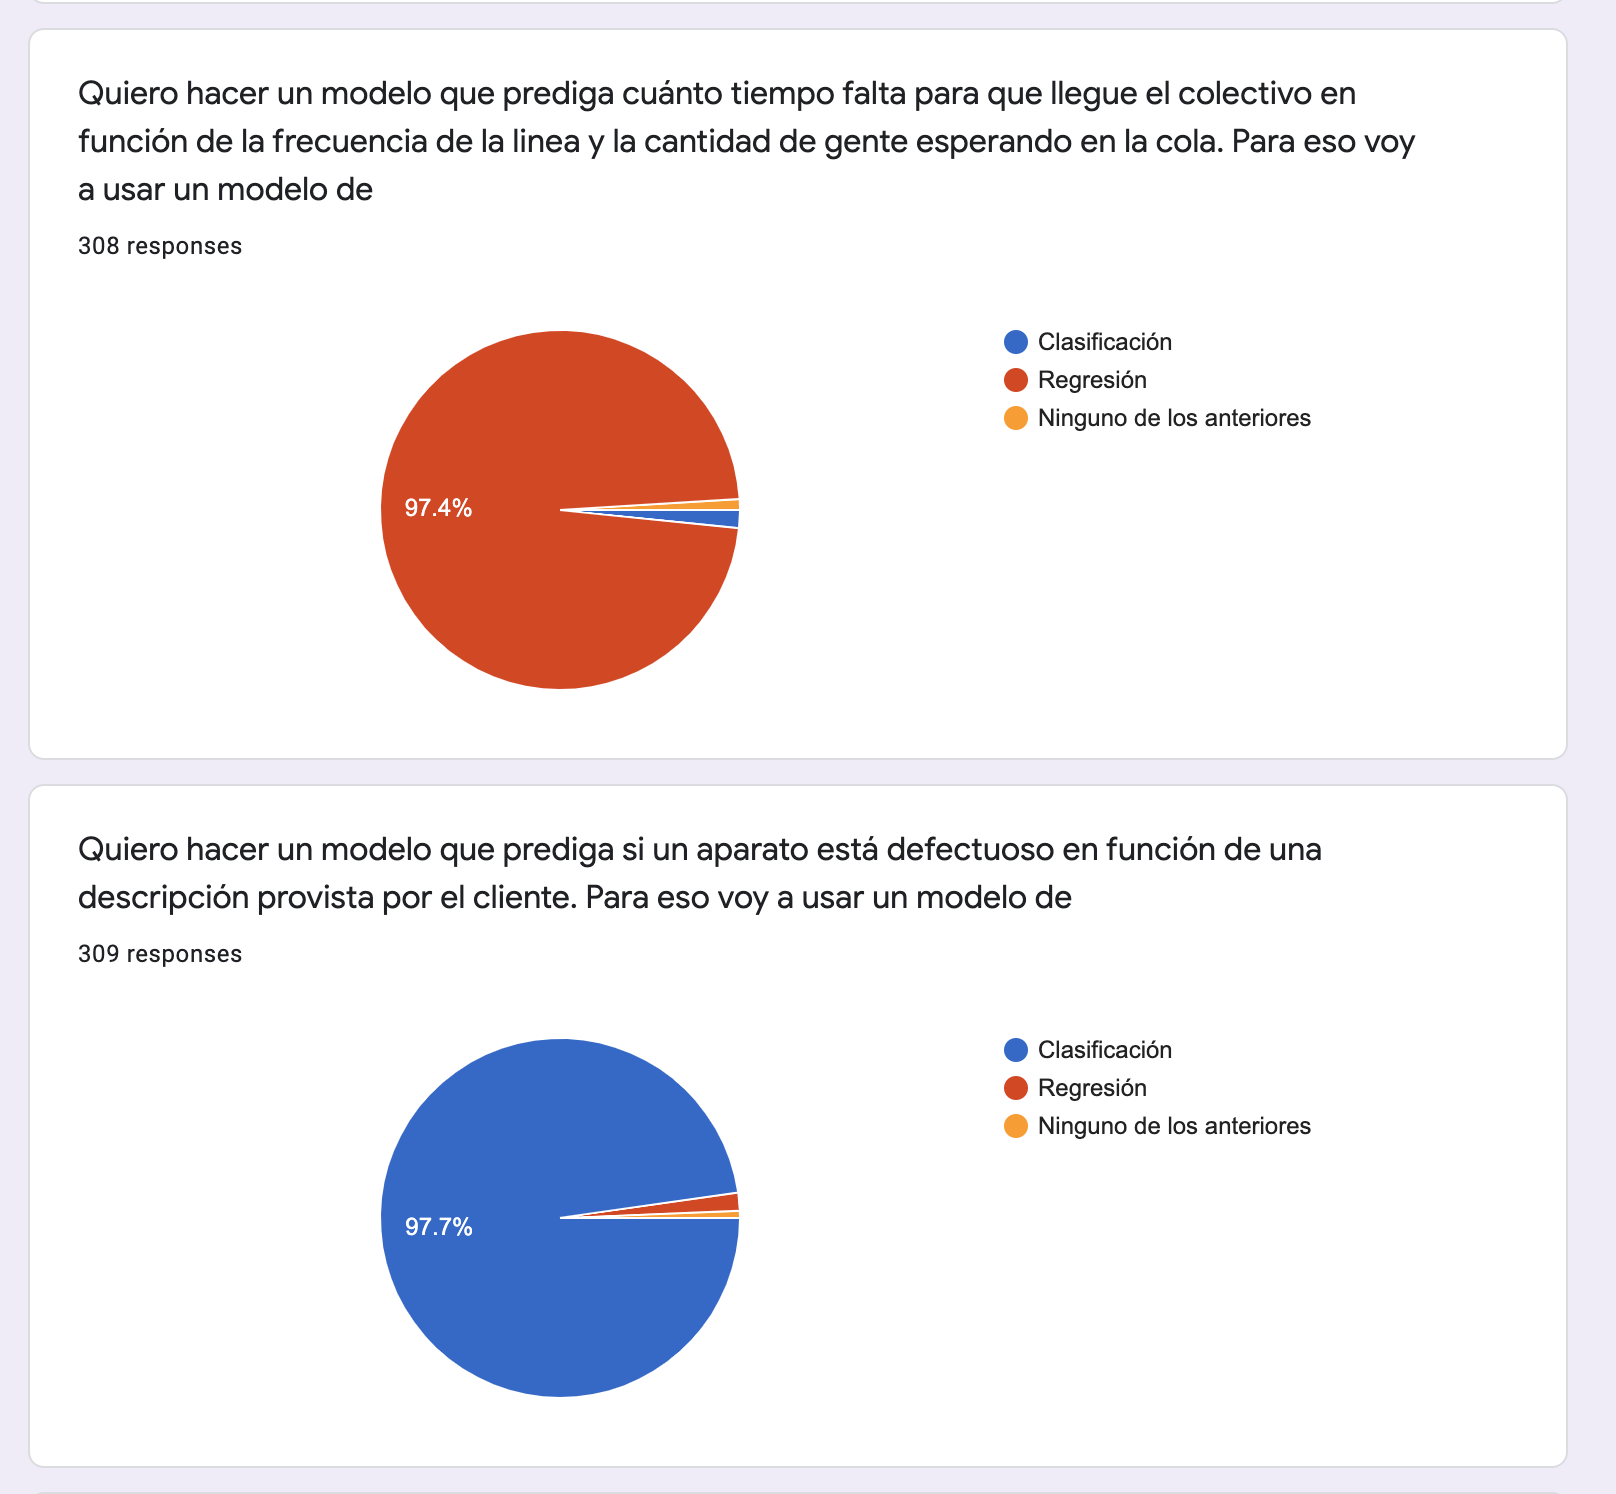 Quiero hacer un modelo que prediga cuánto tiempo falta para que llegue el colectivo en
función de la frecuencia de la linea y la cantidad de gente esperando en la cola. Para eso voy
a usar un modelo de
308 responses
Clasificación
Regresión
Ninguno de los anteriores
97.4%
Quiero hacer un modelo que prediga si un aparato está defectuoso en función de una
descripción provista por el cliente. Para eso voy a usar un modelo de
309 responses
Clasificación
Regresión
Ninguno de los anteriores
97.7%